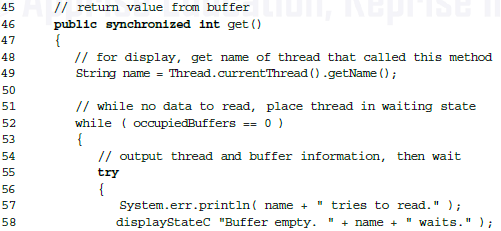 45 // return value from buffer
46 public synchronized int get()
47 {
48 // for display, get name of thread that called this method
49 String name = Thread.currentThread().getName();
50
51 // while no data to read, place thread in waiting state
52 while ( occupiedBuffers == 0 )
53 {
54 // output thread and buffer information, then wait
55 try
56 {
57 System.err.println( name + " tries to read." );
58 displayStateC "Buffer empty. " + name + " waits." );